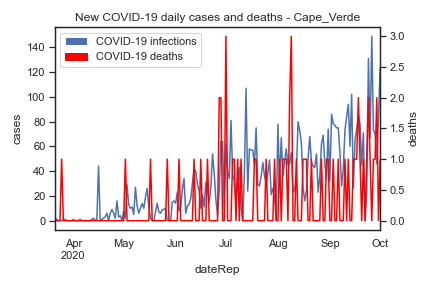 New COVID-19 daily cases and deaths - Cape_Verde
COVID-19 infections
COVID-19 deaths
140
120
100
80
60
40
20
0
cases
3.0
2.5
2.0
1.5
1.0
0.5
0.0
deaths
Apr
2020
May
Jun
Jul
Aug
Sep
Oct
dateRep